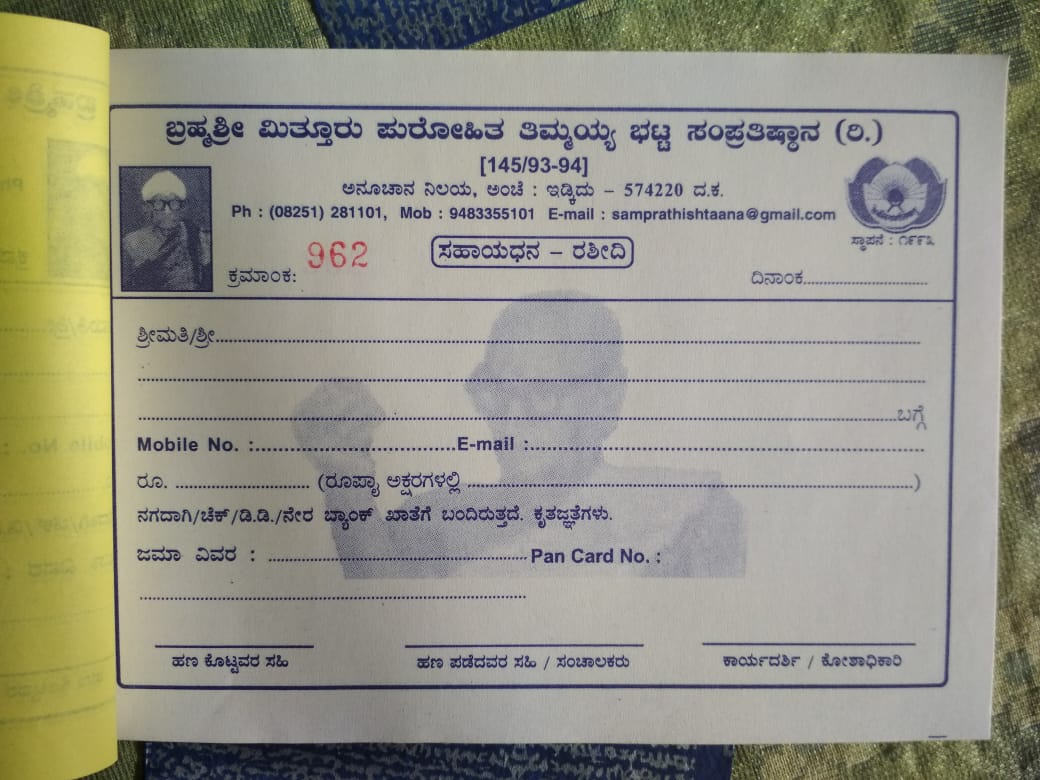 ಬ್ರಹ್ಮಶ್ರೀ ಮಿತ್ತೂರು ಪುರೋಹಿತ ತಿಮ್ಮಯ್ಯ ಭಟ್ಟ ಸಂಪ್ರತಿಷ್ಠಾನ (ರಿ.)
[145/93-94]
ಅನೂಚಾನ ನಿಲಯ, ಅಂಚೆ : ಇಡ್ಕಿದು – 574220 ದ.ಕ.
Ph : (08251) 281101, Mob : 9483355101 E-mail : samprathishtaana@gmail.com
ಸ್ಥಾಪನೆ : ೧೯೯೩
ಸಹಾಯಧನ – ರಶೀದಿ
ಕ್ರಮಾಂಕ: 962
ದಿನಾಂಕ..............................
ಶ್ರೀಮತಿ/ಶ್ರೀ..............................
..............................ಬಗ್ಗೆ
Mobile No. :..............................E-mail :..............................
ರೂ. .............................. (ರೂಪಾಯಿ ಅಕ್ಷರಗಳಲ್ಲಿ ..............................)
ನಗದಾಗಿ/ಚೆಕ್/ಡಿ.ಡಿ./ನೇರ ಬ್ಯಾಂಕ್ ಖಾತೆಗೆ ಬಂದಿರುತ್ತದೆ. ಕೃತಜ್ಞತೆಗಳು.
ಜಮಾ ವಿವರ : .............................. Pan Card No. :
ಹಣ ಕೊಟ್ಟವರ ಸಹಿ
ಹಣ ಪಡೆದವರ ಸಹಿ / ಸಂಚಾಲಕರು
ಕಾರ್ಯದರ್ಶಿ / ಕೋಶಾಧಿಕಾರಿ